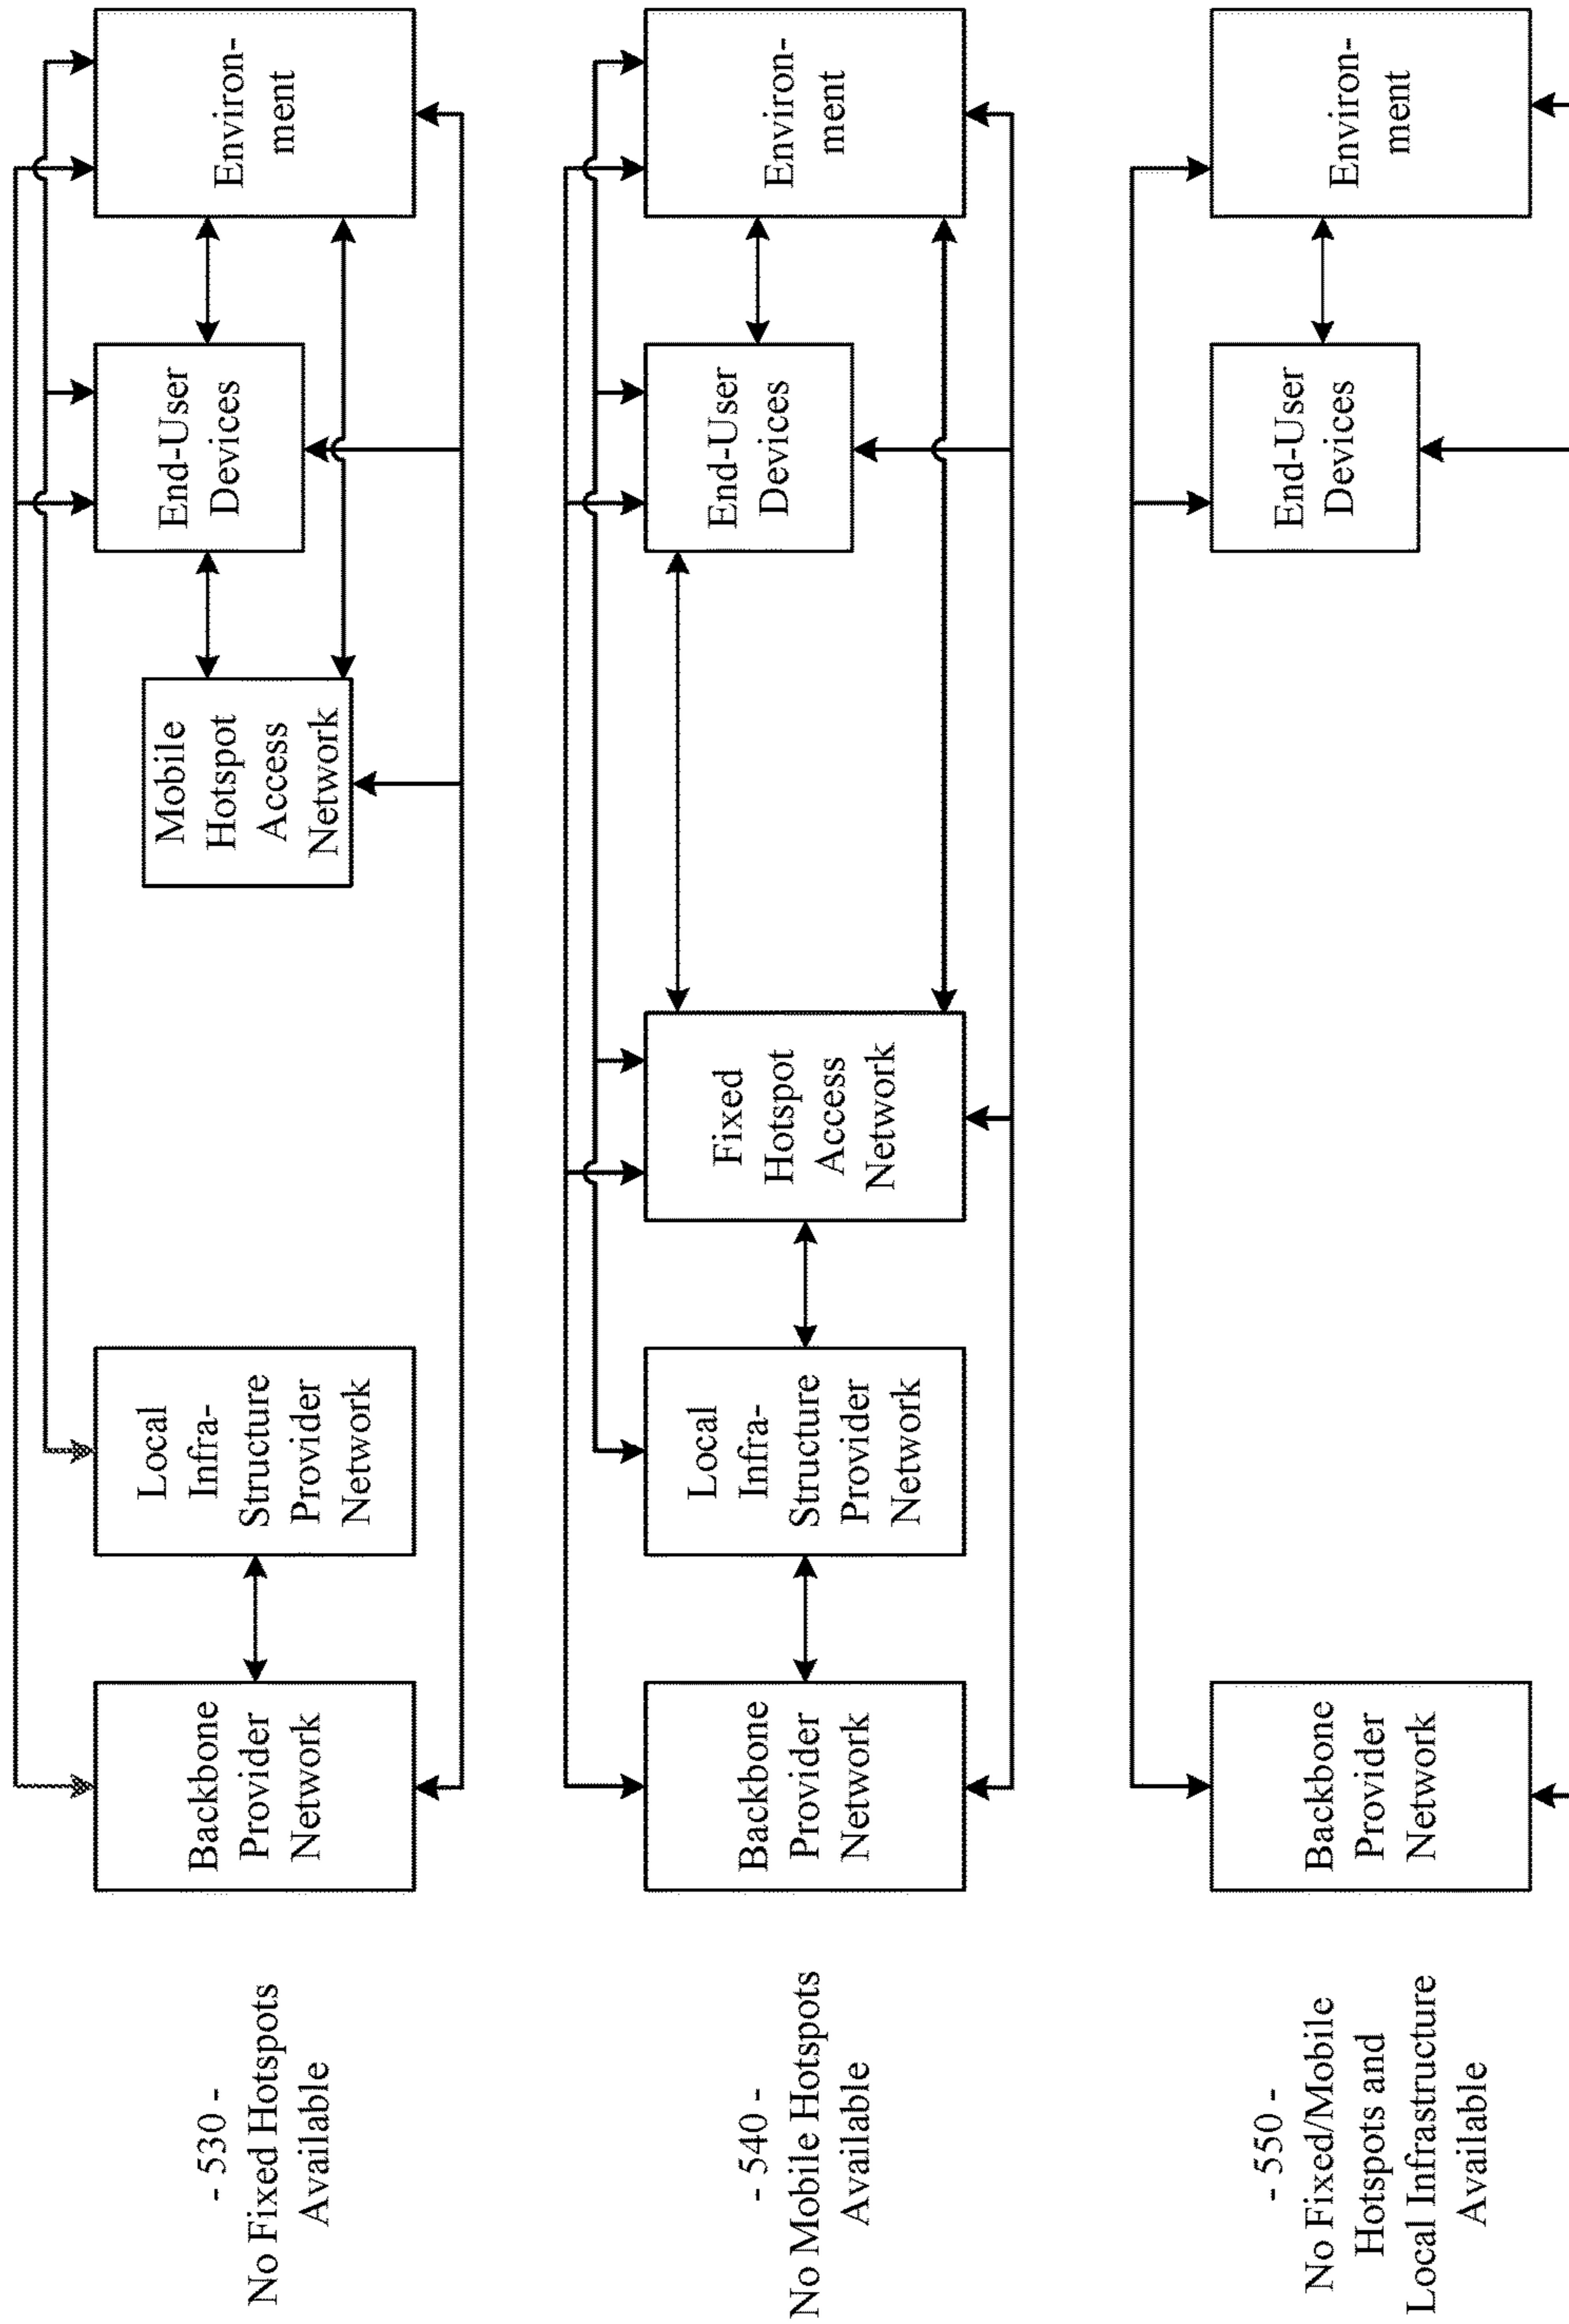 - 530 -
No Fixed Hotspots
Available
Backbone
Provider
Network
Local
Infra-
Structure
Provider
Network
Mobile
Hotspot
Access
Network
End-User
Devices
Environ-
ment
- 540 -
No Mobile Hotspots
Available
Backbone
Provider
Network
Local
Infra-
Structure
Provider
Network
Fixed
Hotspot
Access
Network
End-User
Devices
Environ-
ment
- 550 -
No Fixed/Mobile
Hotspots and
Local Infrastructure
Available
Backbone
Provider
Network
End-User
Devices
Environ-
ment